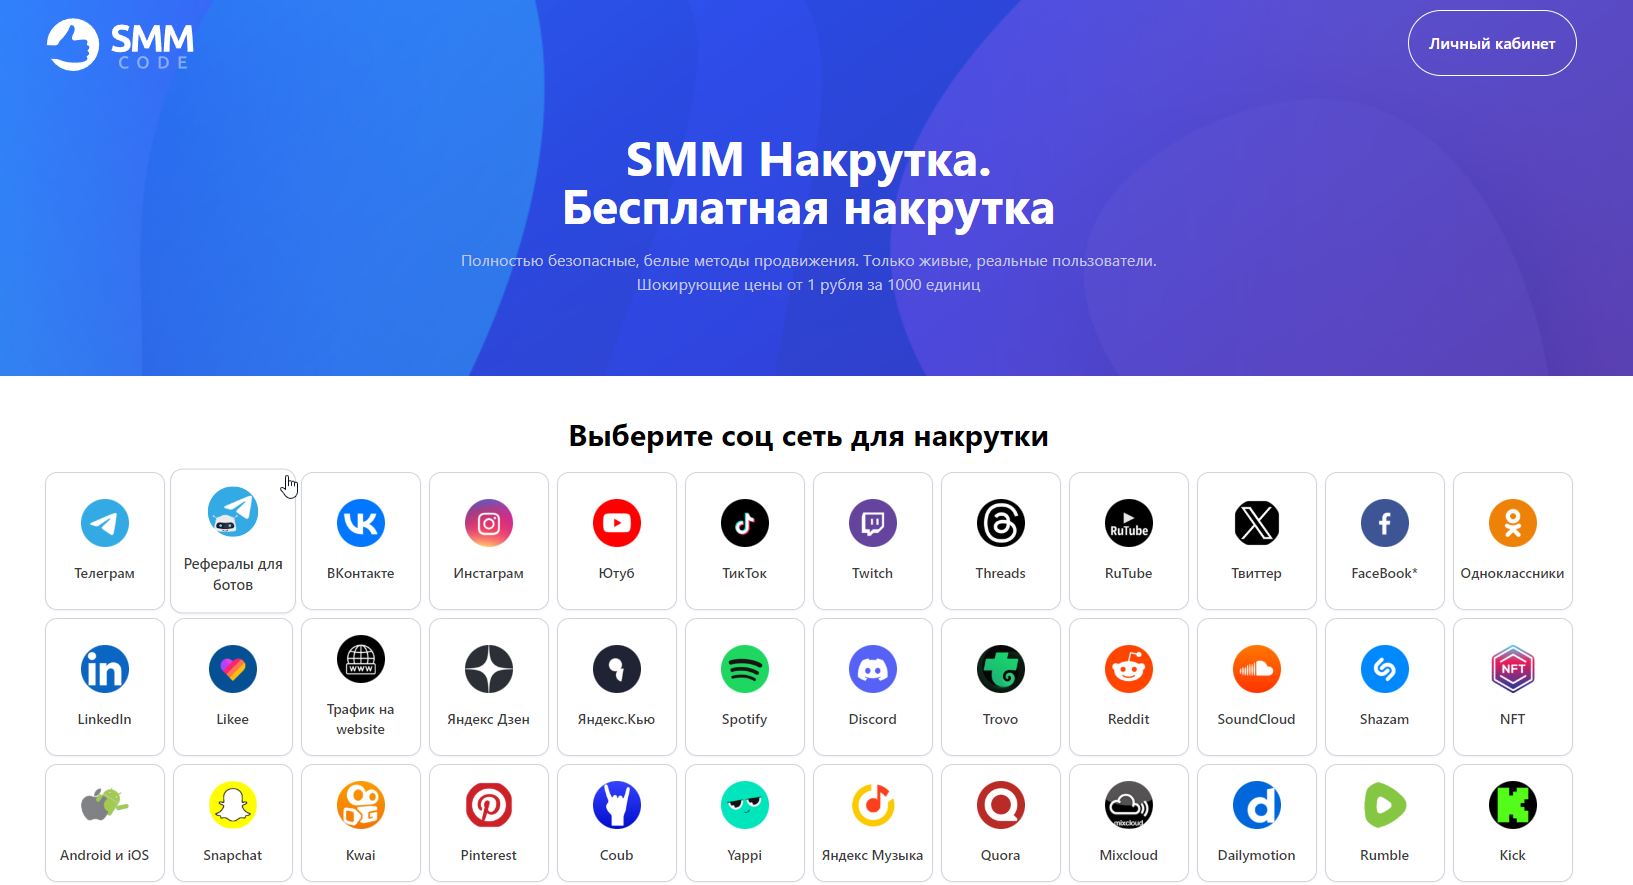 SMM
CODE
Личный кабинет
SMM Накрутка.
Бесплатная накрутка
Полностью безопасные, белые методы продвижения. Только живые, реальные пользователи.
Шокирующие цены от 1 рубля за 1000 единиц
Выберите соц сеть для накрутки
Телеграм
Рефералы для
ботов
ВКонтакте
Инстаграм
Ютуб
ТикТок
Twitch
Threads
RuTube
RuTube
Твиттер
FaceBook*
Одноклассники
in
LinkedIn
Likee
WWW
Трафик на
website
Яндекс Дзен
Яндекс.Кью
Spotify
Discord
Trovo
Reddit
SoundCloud
Shazam
NFT
NFT
Android и iOS
Snapchat
Kwai
Pinterest
Coub
Yappi
Яндекс Музыка
Quora
mixcloud
Mixcloud
Dailymotion
Rumble
Kick